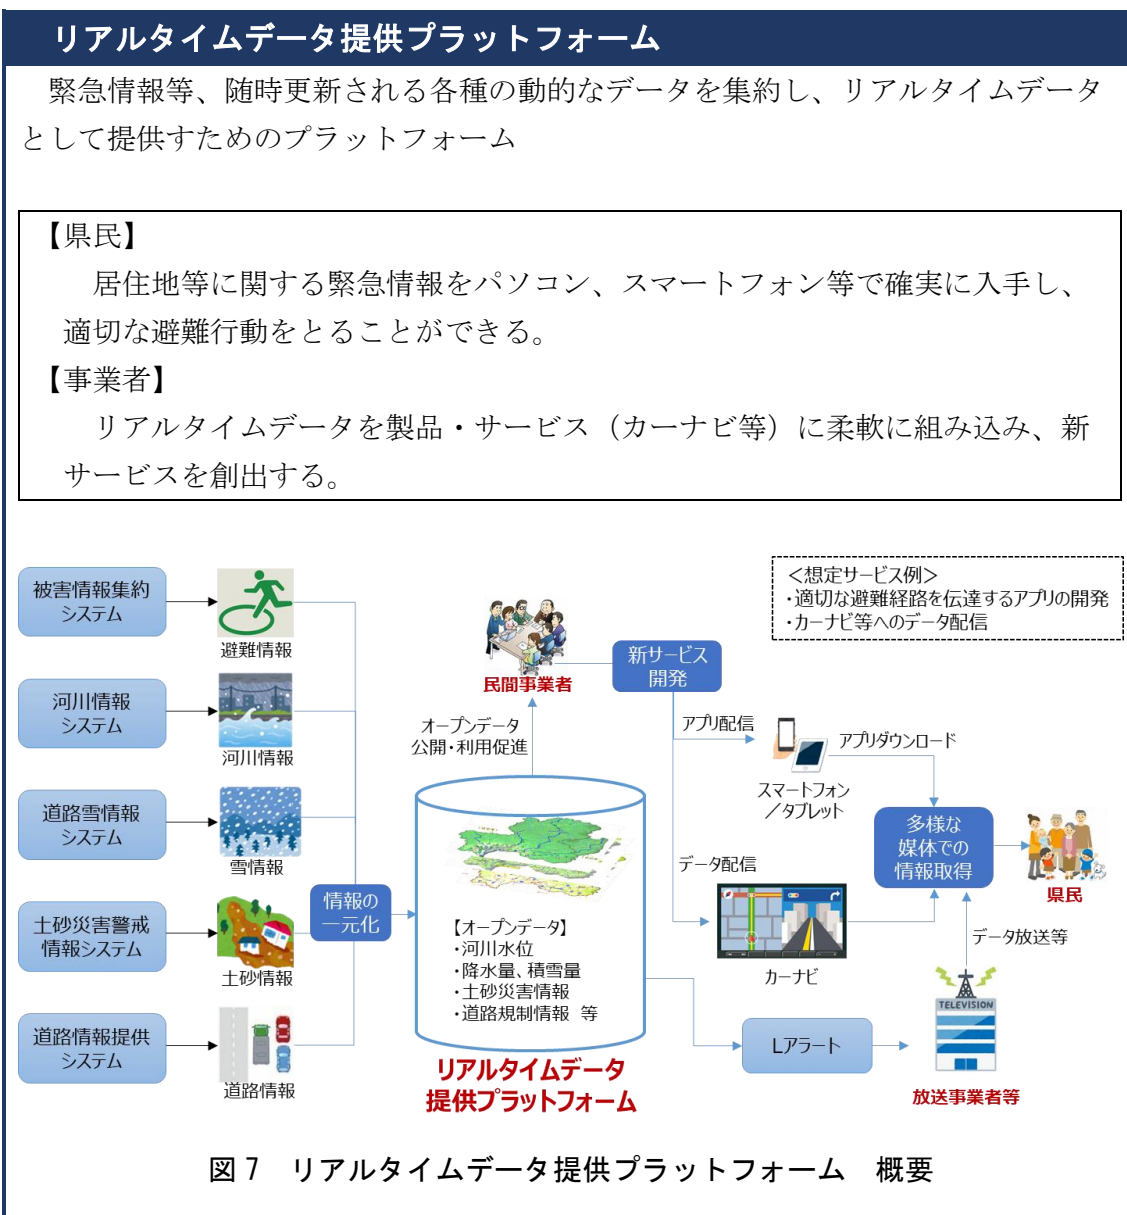 リアルタイムデータ提供プラットフォーム
緊急情報等、随時更新される各種の動的なデータを集約し、リアルタイムデータ
として提供すためのプラットフォーム
【県民】
居住地等に関する緊急情報をパソコン、スマートフォン等で確実に入手し、
適切な避難行動をとることができる。
【事業者】
リアルタイムデータを製品・サービス（カーナビ等）に柔軟に組み込み、新
サービスを創出する。
＜想定サービス例＞
・適切な避難経路を伝達するアプリの開発
・カーナビ等へのデータ配信
被害情報集約
システム
避難情報
河川情報
システム
河川情報
道路雪情報
システム
雪情報
土砂災害警戒
情報システム
土砂情報
道路情報提供
システム
道路情報
情報の
一元化
民間事業者
オープンデータ
公開・利用促進
【オープンデータ】
・河川水位
・降水量、積雪量
・土砂災害情報
・道路規制情報　等
リアルタイムデータ
提供プラットフォーム
新サービス
開発
アプリ配信
スマートフォン
／タブレット
アプリダウンロード
データ配信
カーナビ
多様な
媒体での
情報取得
県民
データ放送等
Lアラート
TELEVISION
放送事業者等
図７　リアルタイムデータ提供プラットフォーム　概要